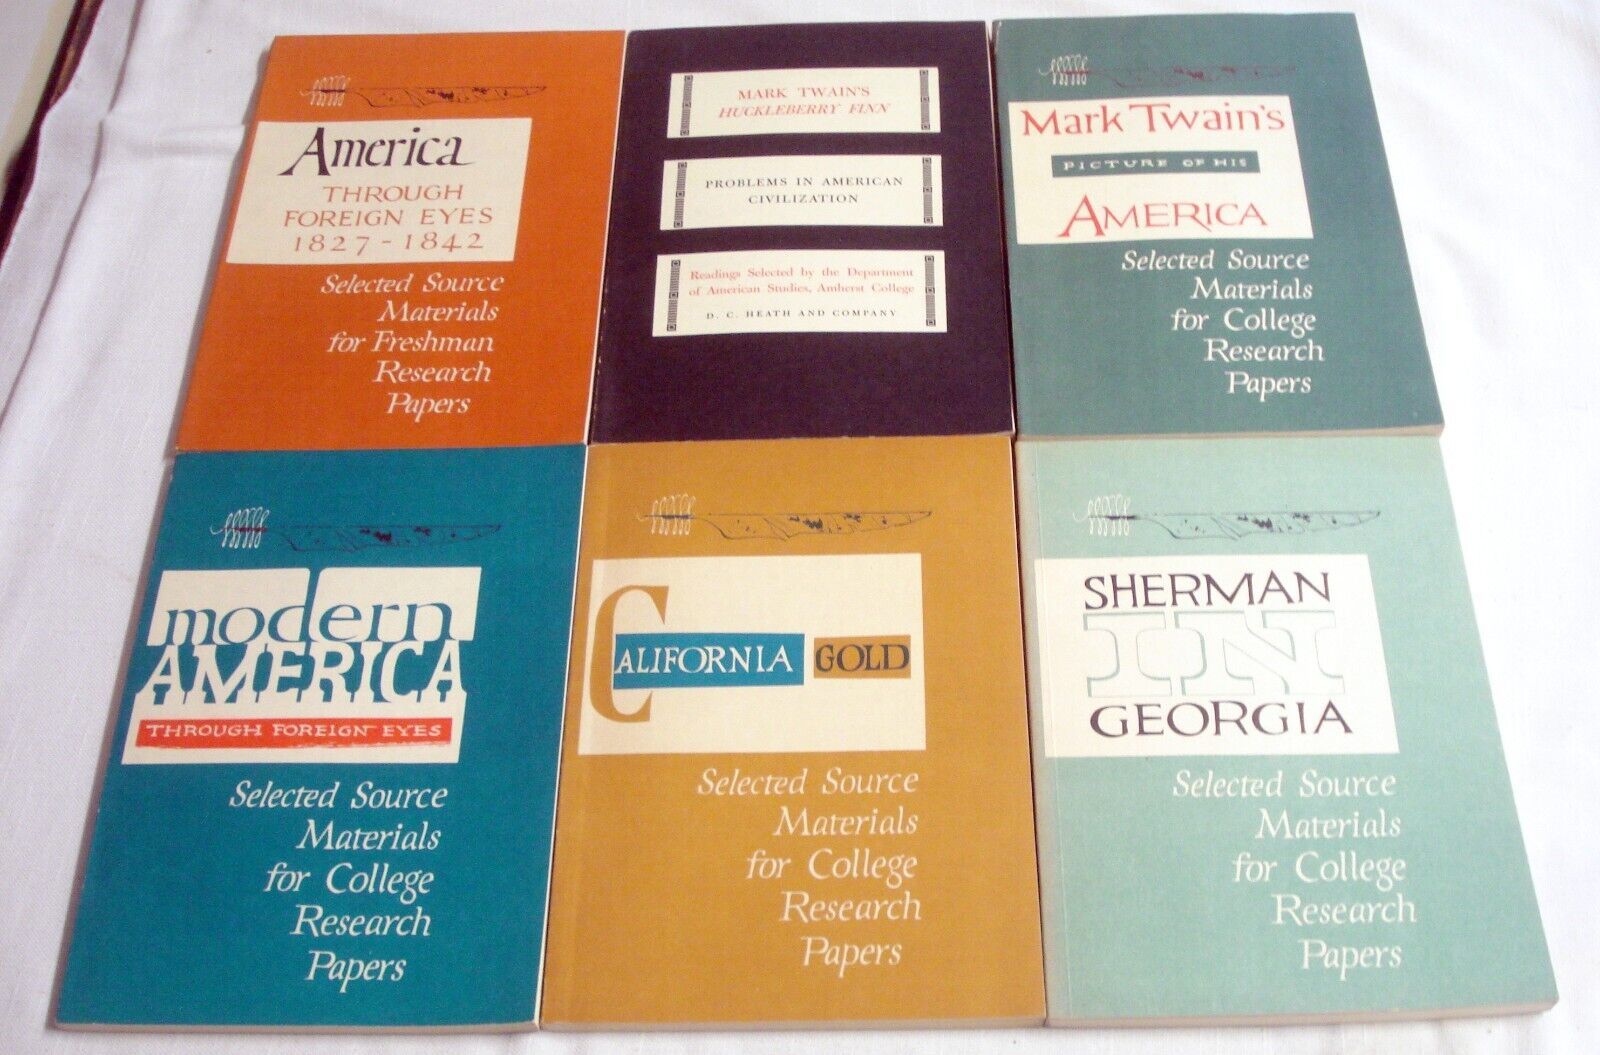 America
THROUGH
FOREIGN EYES
1827-1842
Selected Source
Materials
for Freshman
Research
Papers
MARK TWAIN'S
HUCKLEBERRY FINN
PROBLEMS IN AMERICAN
CIVILIZATION
Readings Selected by the Department
of American Studies, Amherst College
D. C. HEATH AND COMPANY
Mark Twain's
PICTURE OF HIS
AMERICA
Selected Source
Materials
for College
Research
Papers
modern
AMERICA
THROUGH FOREIGN EYES
Selected Source
Materials
for College
Research
Papers
CALIFORNIA GOLD
Selected Source
Materials
for College
Research
Papers
SHERMAN
IN
GEORGIA
Selected Source
Materials
for College
Research
Papers